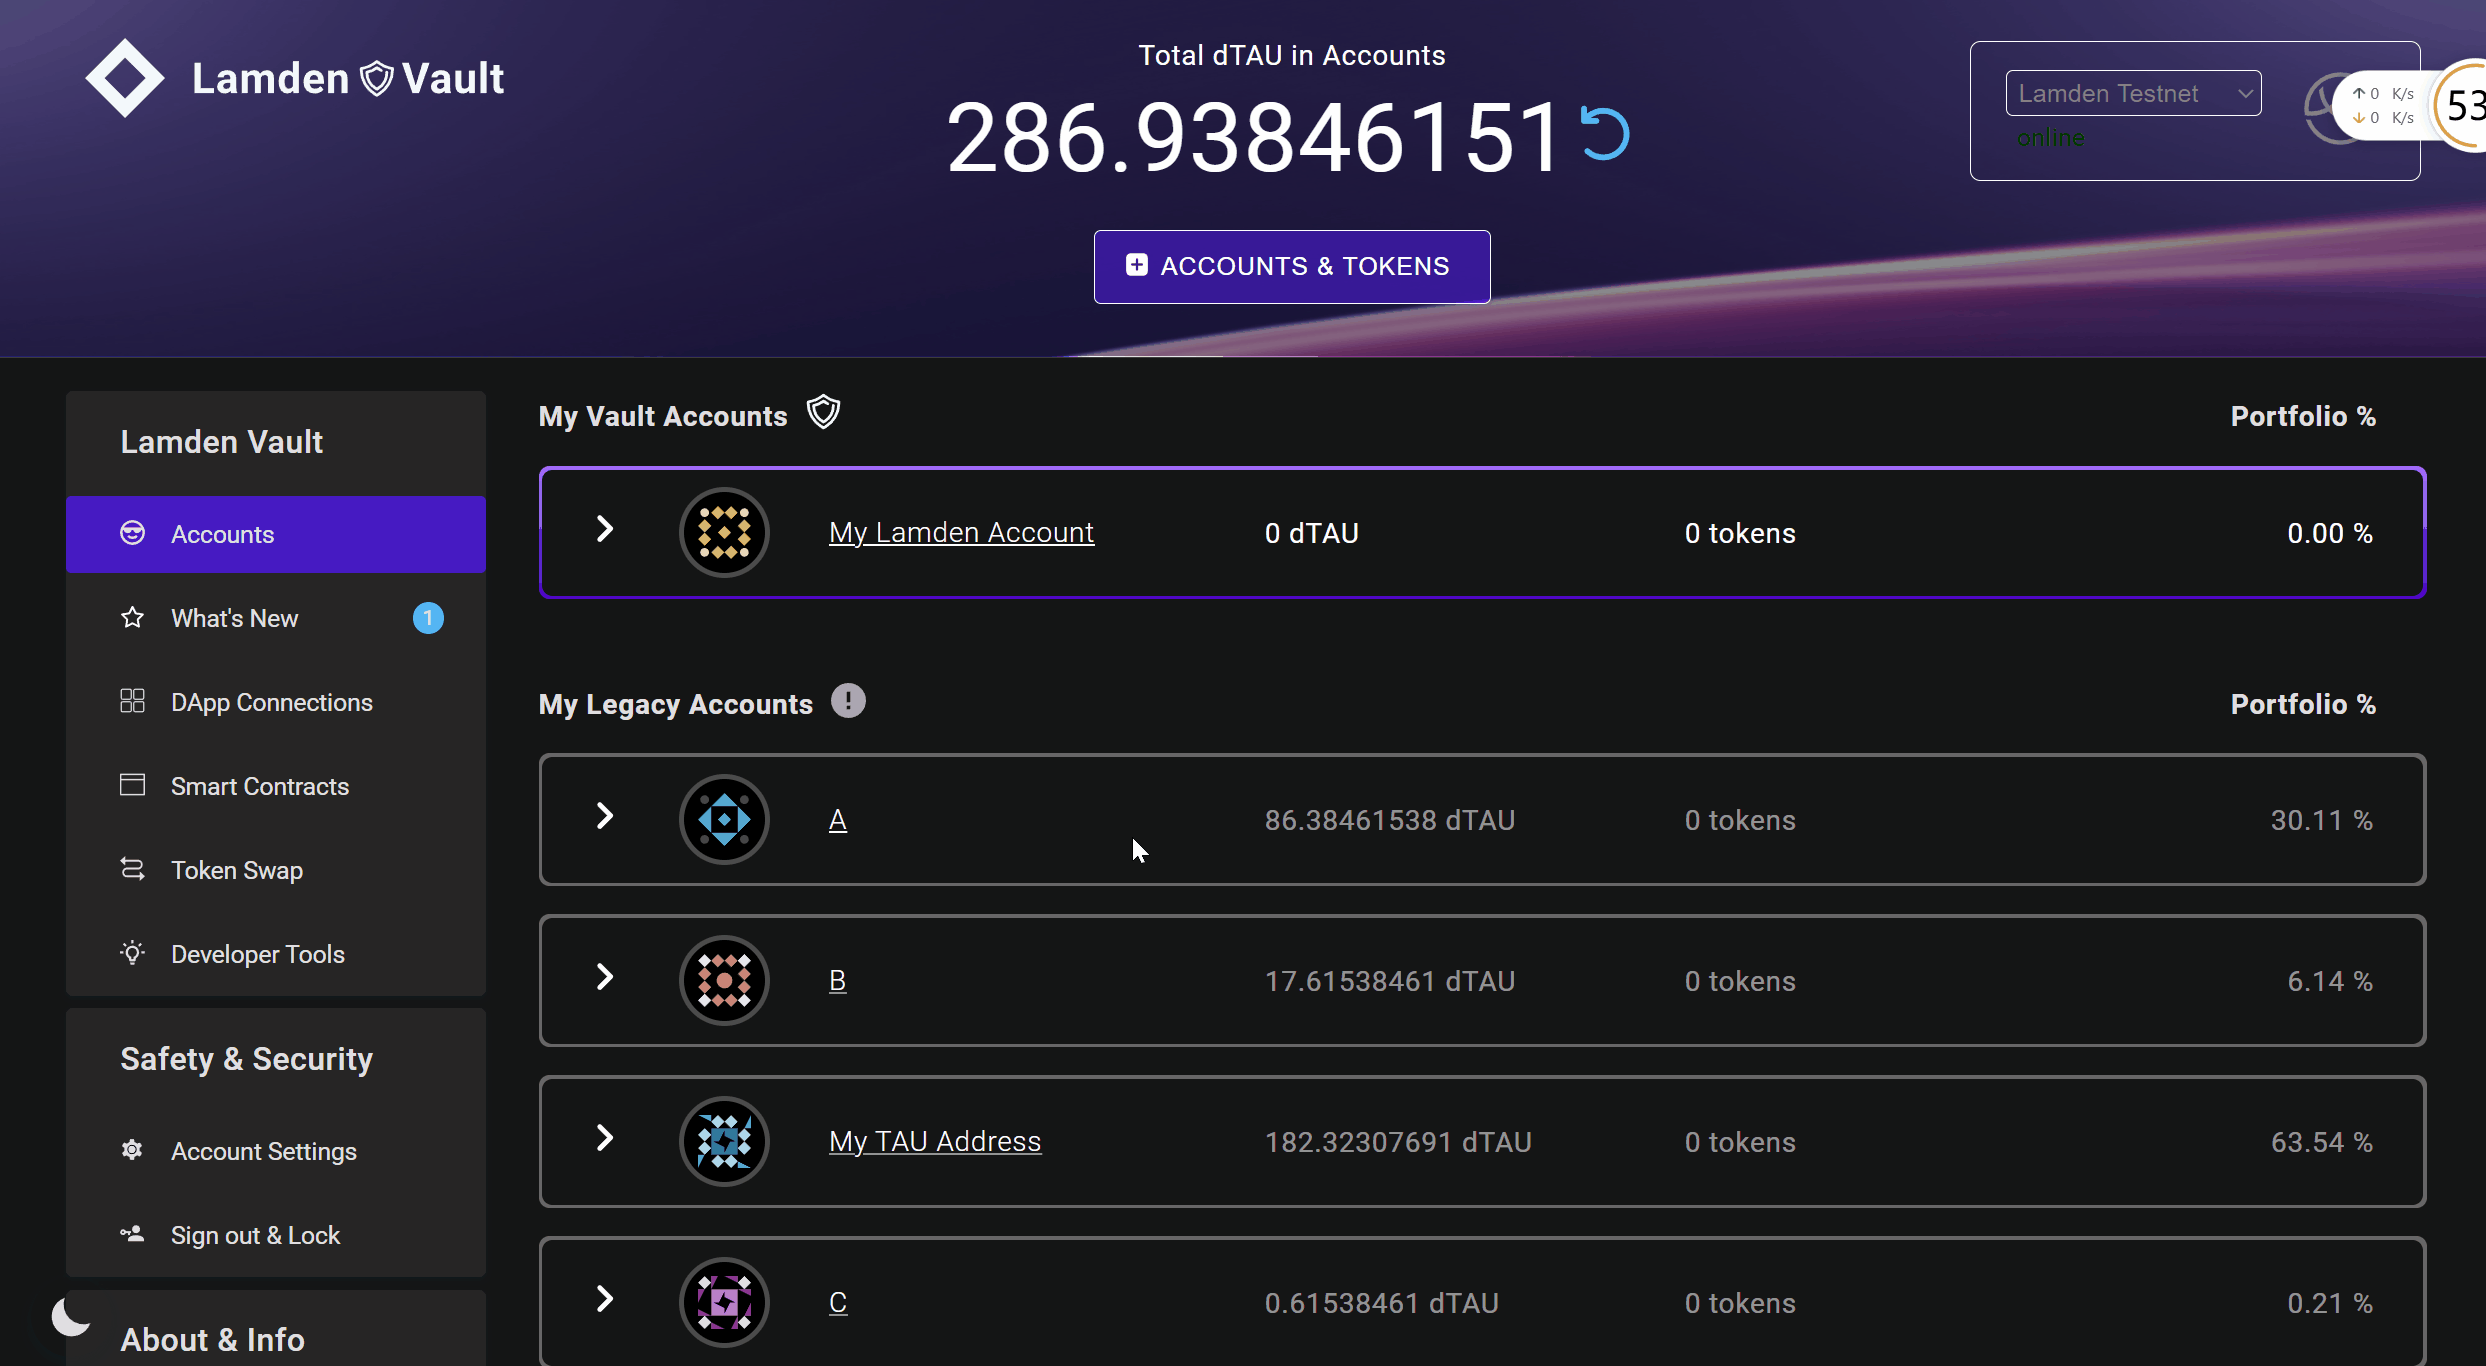 Lamden Vault
Total dTAU in Accounts
286.93846151
ACCOUNTS & TOKENS
Lamden Testnet
online
0 K/s
0 K/s
53
Lamden Vault
Accounts
What's New 1
DApp Connections
Smart Contracts
Token Swap
Developer Tools
Safety & Security
Account Settings
Sign out & Lock
About & Info
My Vault Accounts Portfolio %
My Lamden Account 0 dTAU 0 tokens 0.00 %
My Legacy Accounts ! Portfolio %
A 86.38461538 dTAU 0 tokens 30.11 %
B 17.61538461 dTAU 0 tokens 6.14 %
My TAU Address 182.32307691 dTAU 0 tokens 63.54 %
C 0.61538461 dTAU 0 tokens 0.21 %